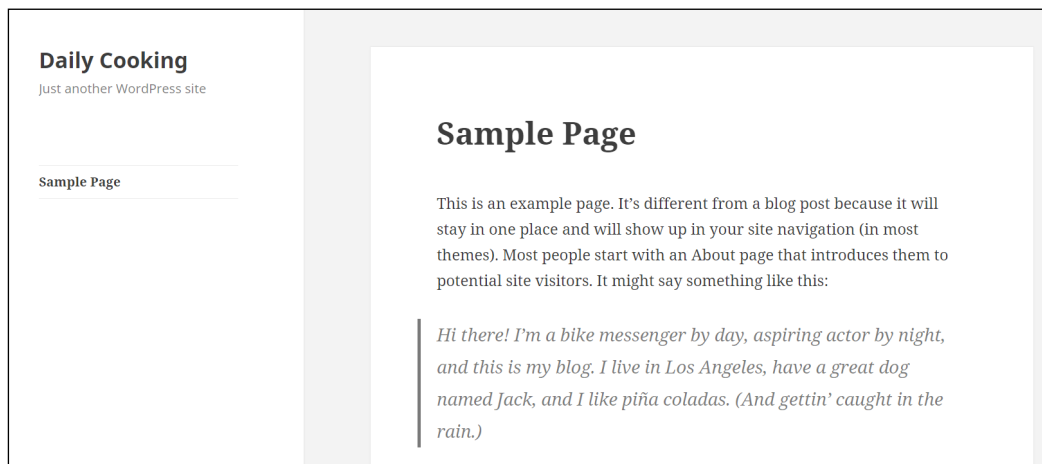 Daily Cooking
Just another WordPress site
Sample Page
Sample Page
This is an example page. It’s different from a blog post because it will
stay in one place and will show up in your site navigation (in most
themes). Most people start with an About page that introduces them to
potential site visitors. It might say something like this:
Hi there! I’m a bike messenger by day, aspiring actor by night,
and this is my blog. I live in Los Angeles, have a great dog
named Jack, and I like piña coladas. (And gettin’ caught in the
rain.)